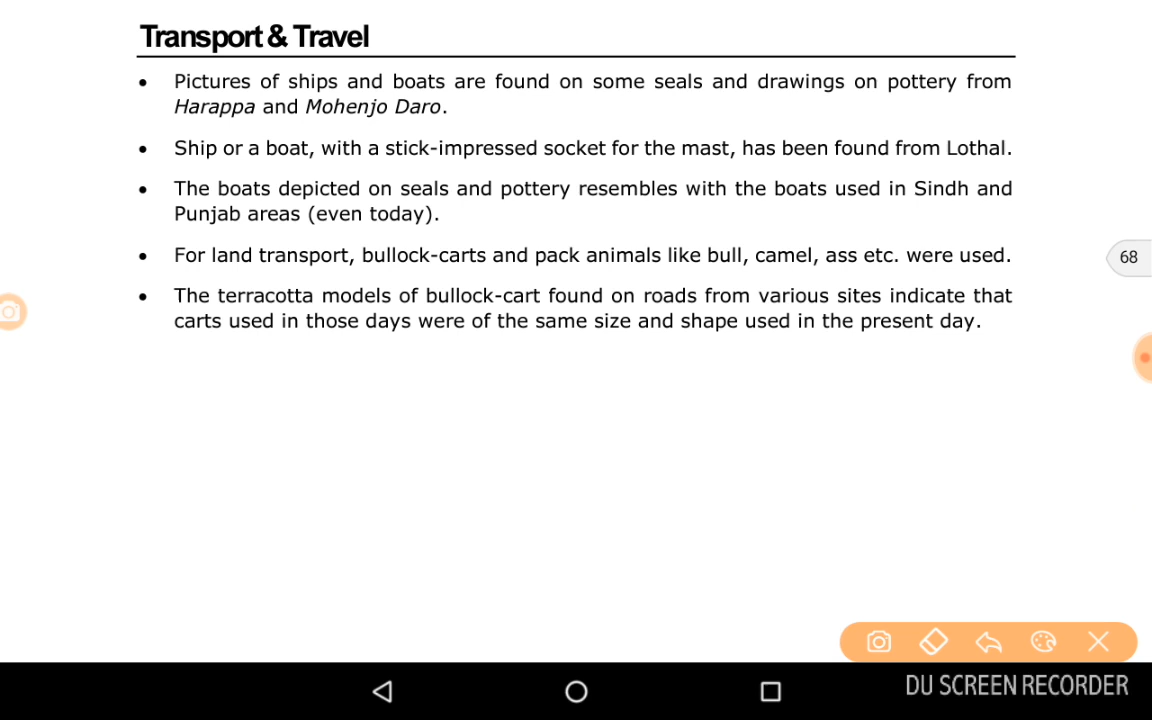 Transport & Travel
• Pictures of ships and boats are found on some seals and drawings on pottery from
Harappa and Mohenjo Daro.
• Ship or a boat, with a stick-impressed socket for the mast, has been found from Lothal.
• The boats depicted on seals and pottery resembles with the boats used in Sindh and
Punjab areas (even today).
• For land transport, bullock-carts and pack animals like bull, camel, ass etc. were used.
68
• The terracotta models of bullock-cart found on roads from various sites indicate that
carts used in those days were of the same size and shape used in the present day.
DU SCREEN RECORDER